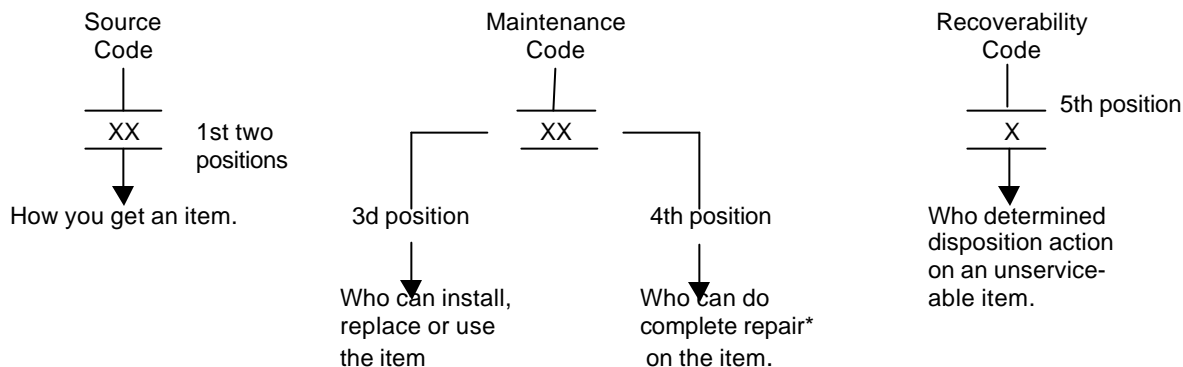 Source
Code
XX
1st two
positions
How you get an item.
Maintenance
Code
XX
3d position
Who can install,
replace or use
the item
4th position
Who can do
complete repair*
on the item.
Recoverability
Code
5th position
X
Who determined
disposition action
on an unservice-
able item.